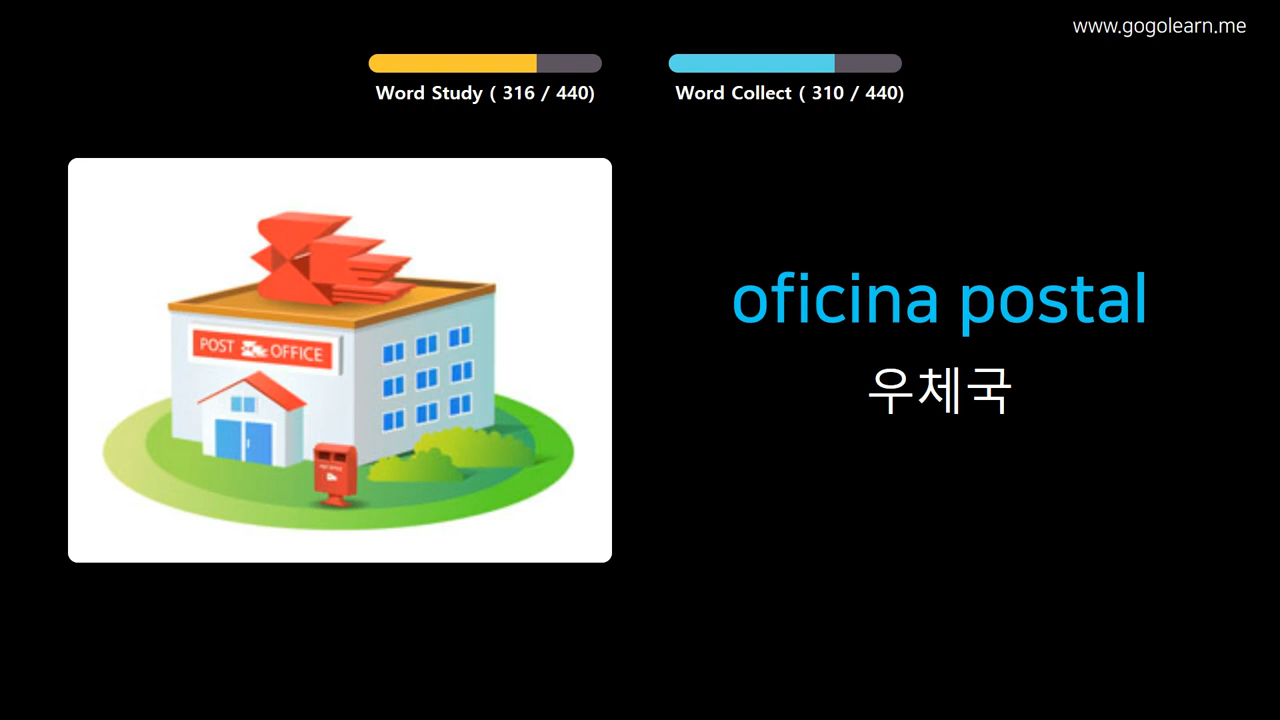 www.gogolearn.me
Word Study ( 316 / 440)
Word Collect ( 310 / 440)
POST OFFICE
oficina postal
우체국